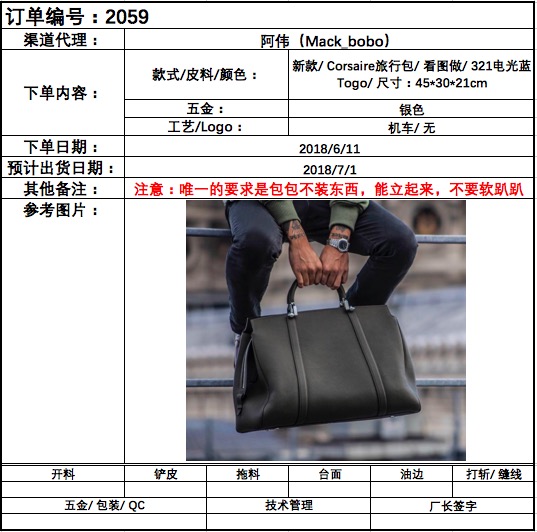 订单编号：2059
渠道代理： 阿伟（Mack_bobo）
下单内容：
款式/皮料/颜色： 新款/ Corsaire旅行包/ 看图做/ 321电光蓝
Togo/ 尺寸：45*30*21cm
五金： 银色
工艺/Logo： 机车/ 无
下单日期： 2018/6/11
预计出货日期： 2018/7/1
其他备注： 注意：唯一的要求是包包不装东西，能立起来，不要软趴趴
参考图片：
开料 铲皮 拖料 台面 油边 打斩/ 缝线
五金/ 包装/ QC 技术管理 厂长签字